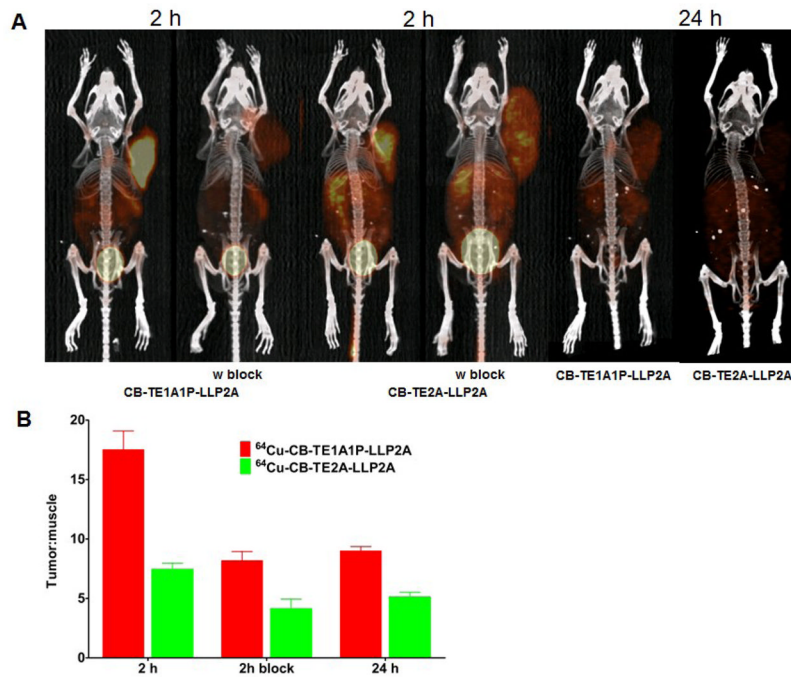 A
2 h
2 h
24 h
w block
w block
CB-TE1A1P-LLP2A
CB-TE2A-LLP2A
CB-TE1A1P-LLP2A
CB-TE2A-LLP2A
B
20
15
10
5
0
Tumor:muscle
⁶⁴Cu-CB-TE1A1P-LLP2A
⁶⁴Cu-CB-TE2A-LLP2A
2 h
2h block
24 h